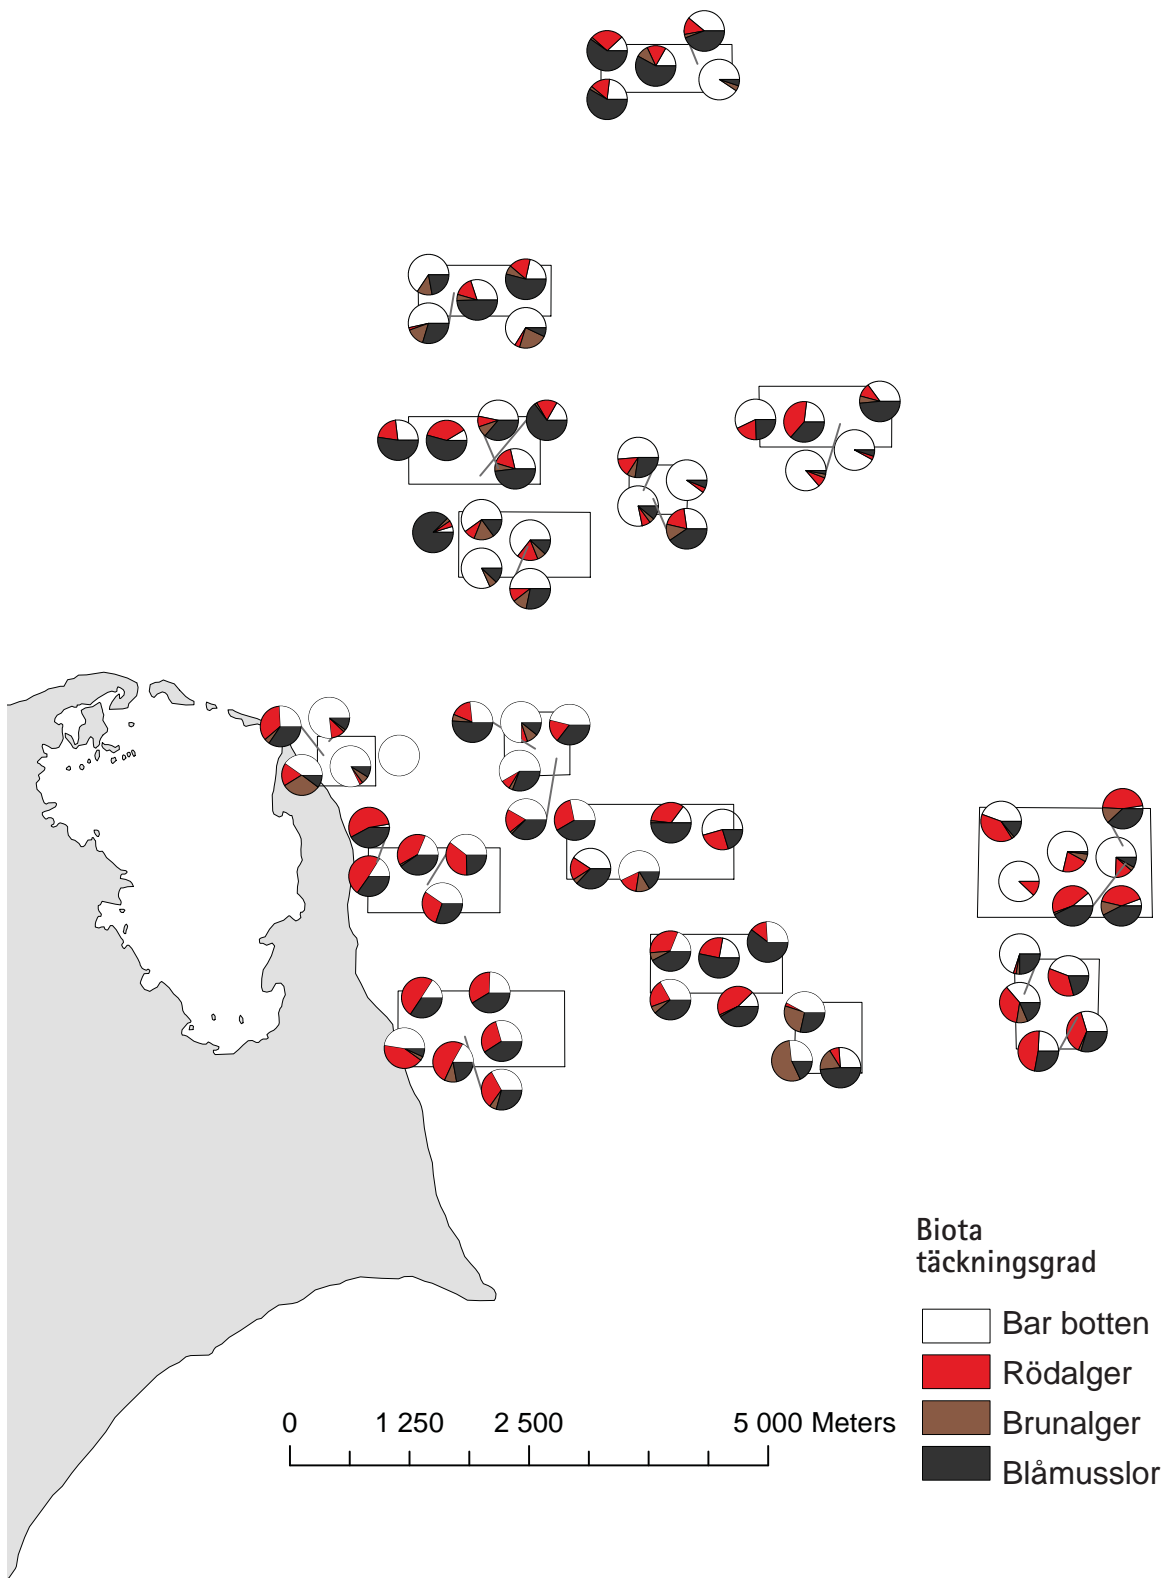 Biota
täckningsgrad
Bar botten
Rödalger
Brunalger
Blåmusslor
0 1 250 2 500 5 000 Meters